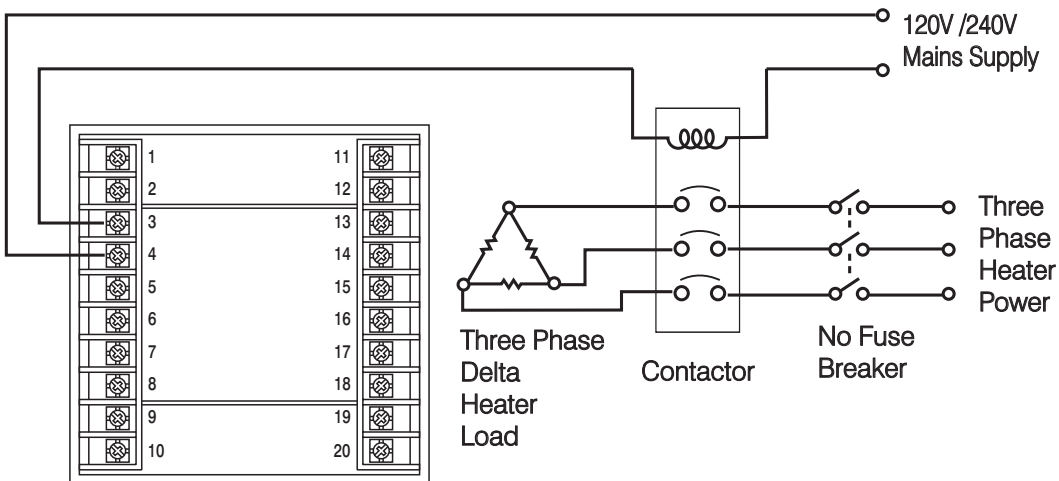 120V /240V
Mains Supply
1
2
3
4
5
6
7
8
9
10
11
12
13
14
15
16
17
18
19
20
Three Phase
Delta
Heater
Load
Contactor
No Fuse
Breaker
Three
Phase
Heater
Power